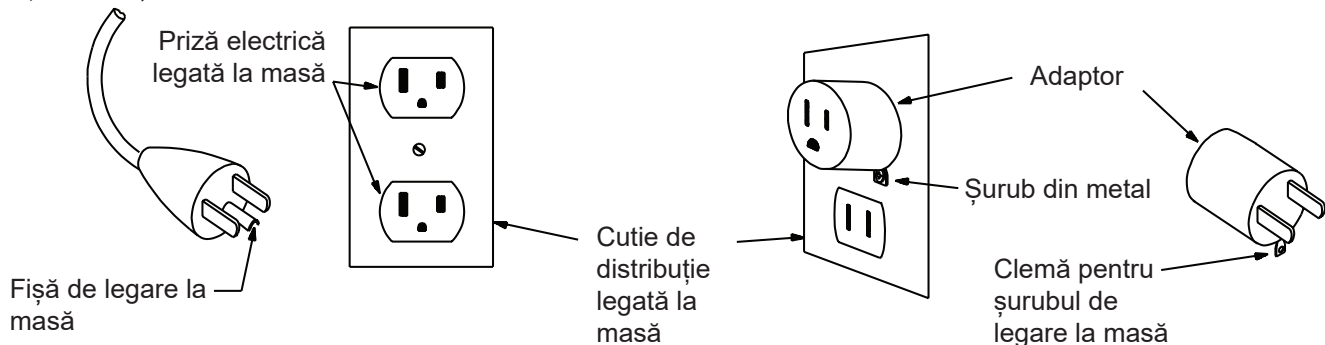 Priză electrică
legată la masă
Fișă de legare la
masă
Cutie de
distribuție
legată la
masă
Adaptor
Șurub din metal
Clemă pentru
șurubul de
legare la masă